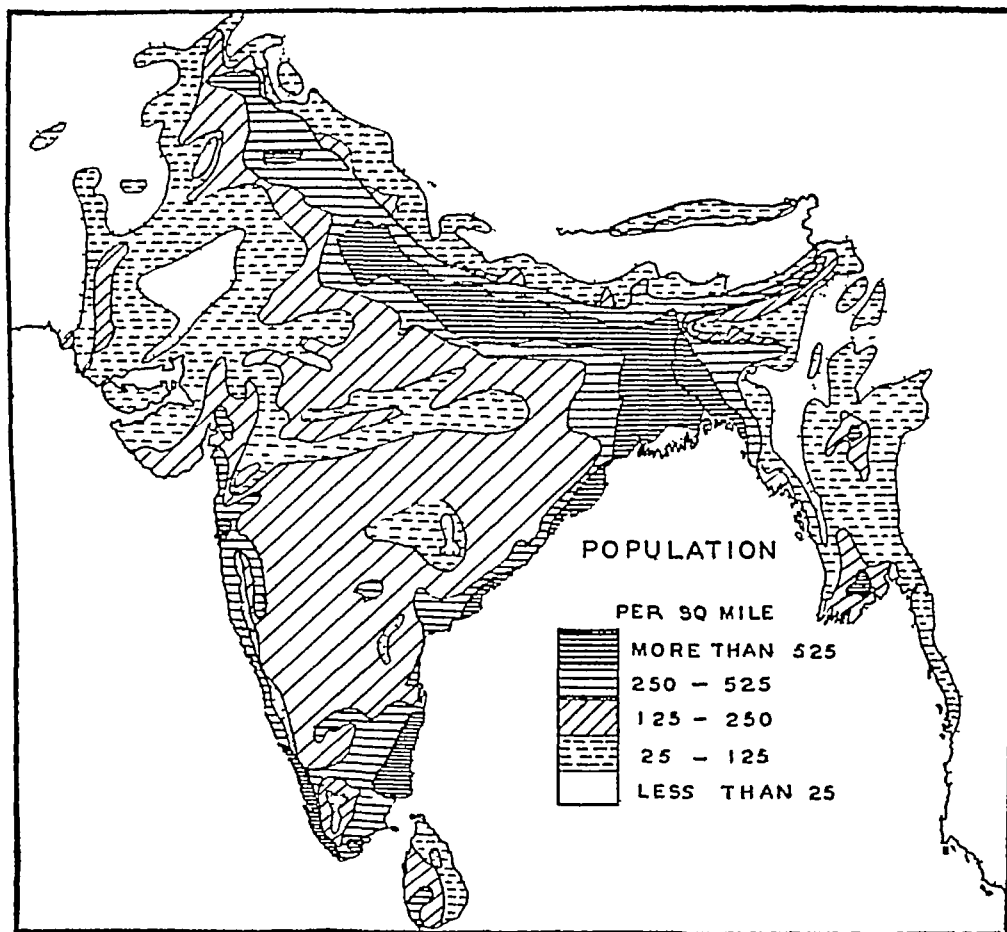 POPULATION
PER SQ MILE
MORE THAN 525
250 – 525
125 – 250
25 – 125
LESS THAN 25